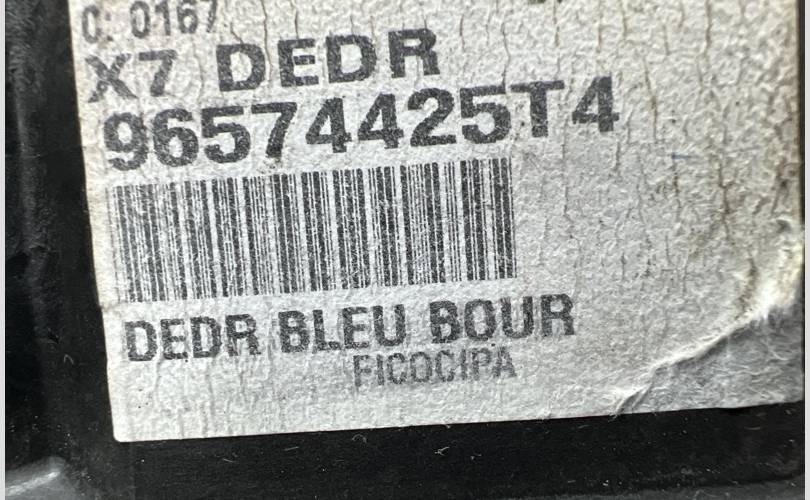 0: 0167
X7 DEDR
96574425T4
DEDR BLEU BOUR
FICOCIPA